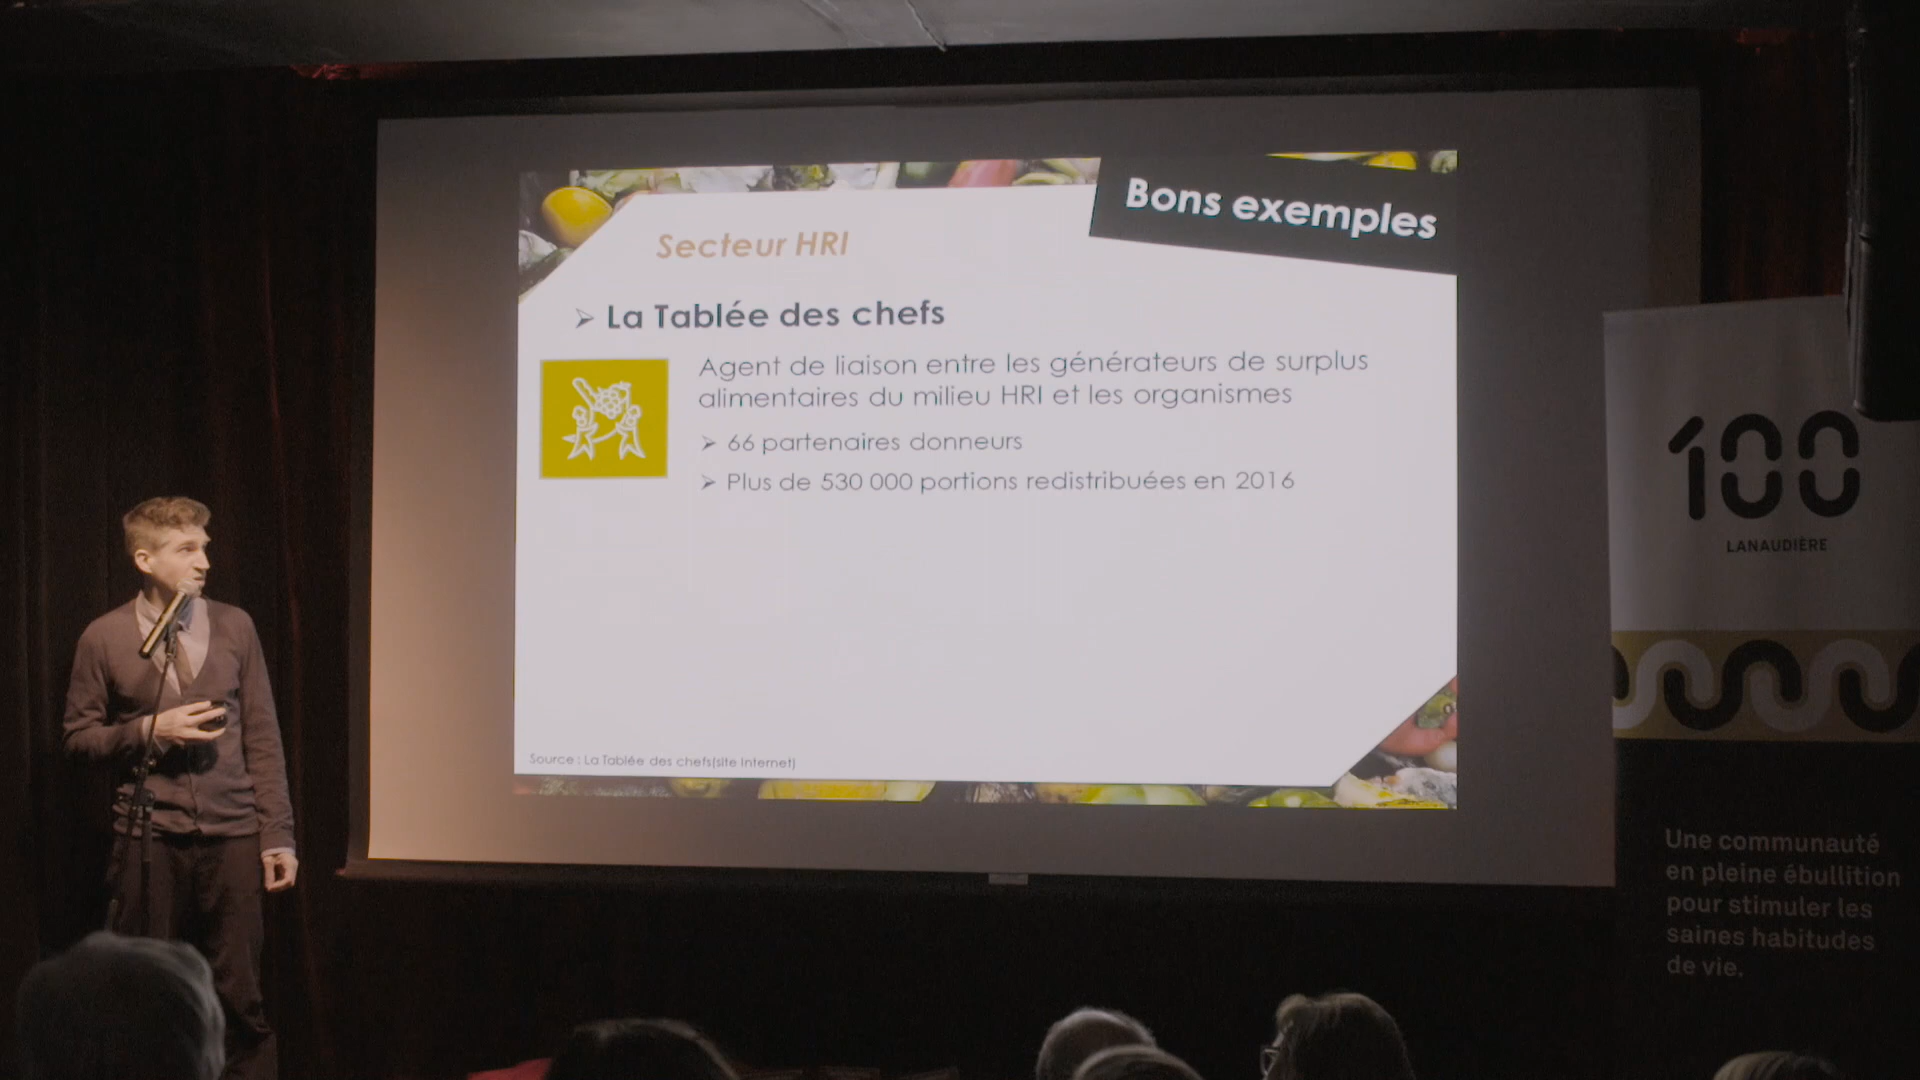 Bons exemples
Secteur HRI
➢ La Tablée des chefs
Agent de liaison entre les générateurs de surplus
alimentaires du milieu HRI et les organismes
➢ 66 partenaires donneurs
➢ Plus de 530 000 portions redistribuées en 2016
Source : La Tablée des chefs(site Internet)
100
LANAUDIÈRE
Une communauté
en pleine ébullition
pour stimuler les
saines habitudes
de vie.